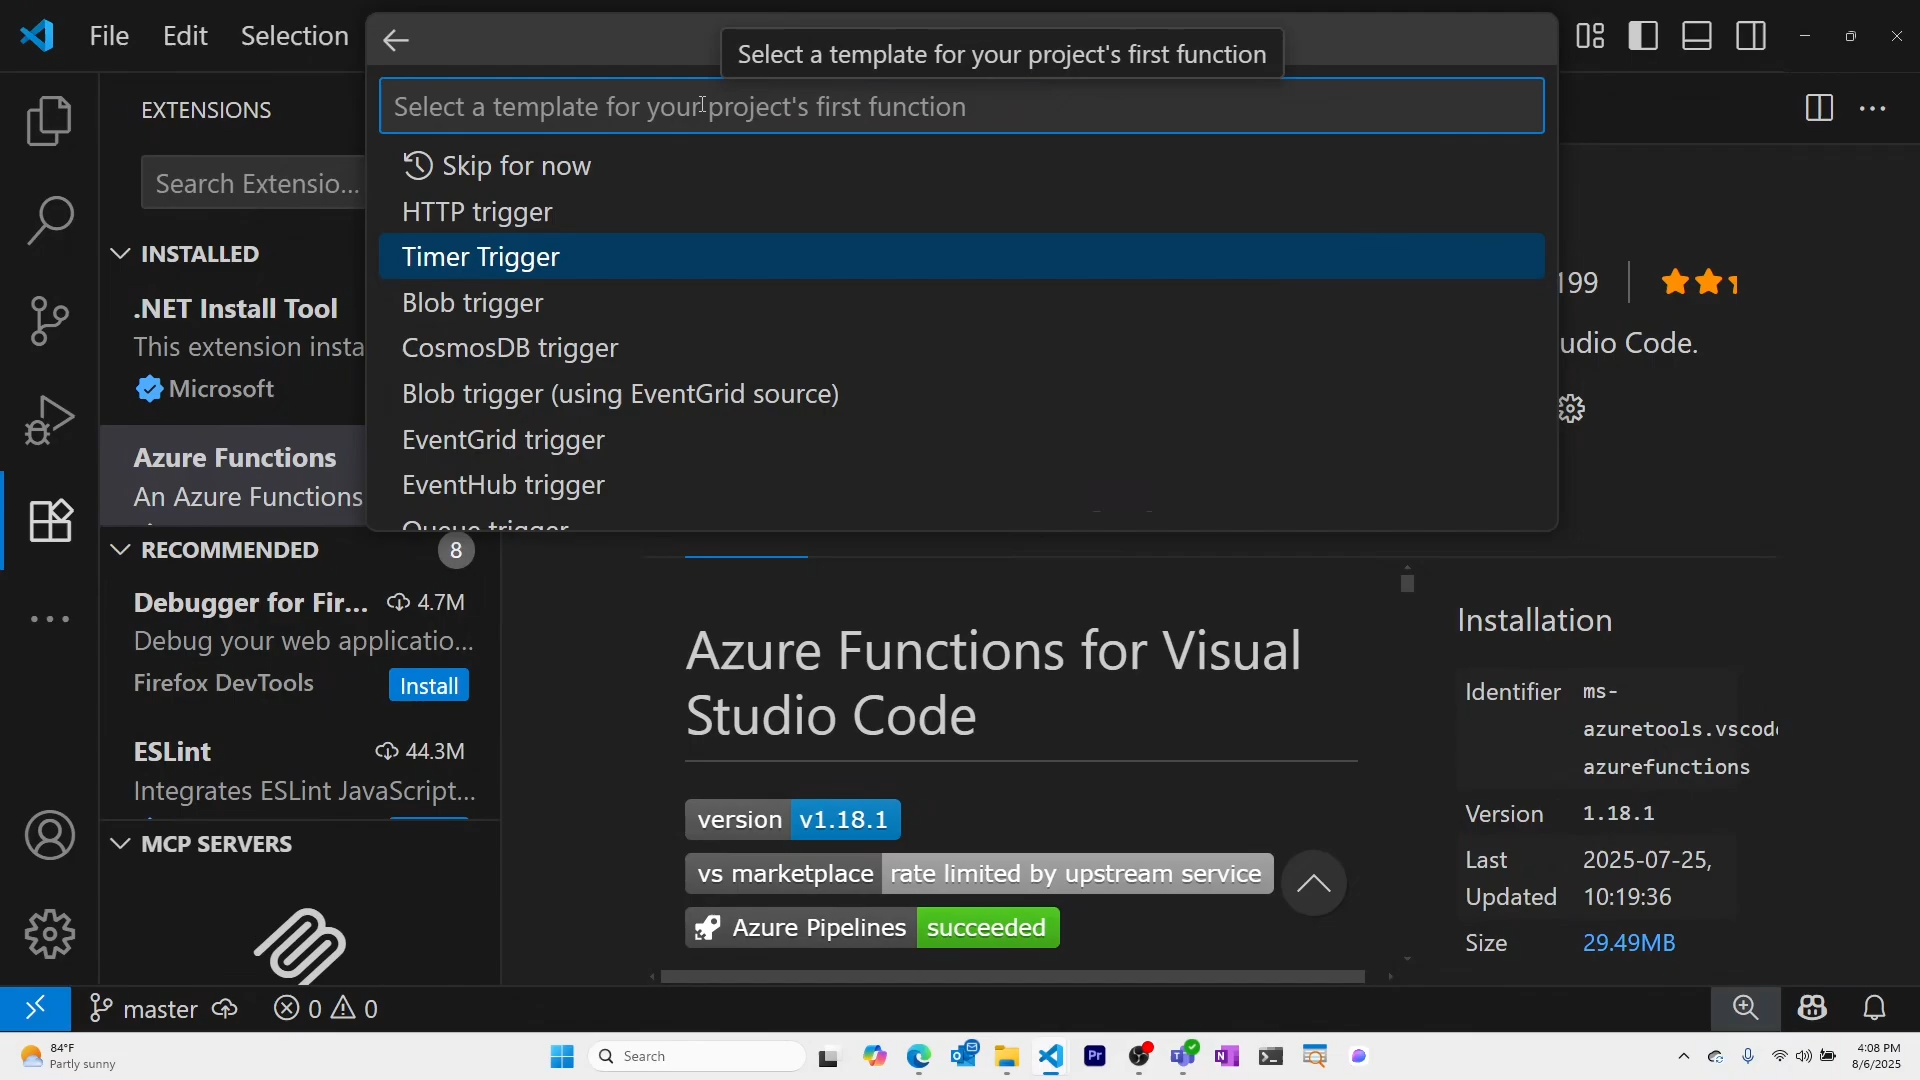 File Edit Selection
Select a template for your project's first function
EXTENSIONS
Search Extensio...
INSTALLED
.NET Install Tool
This extension insta
Microsoft
Azure Functions
An Azure Functions
RECOMMENDED
8
Debugger for Fir... 4.7M
Debug your web applicatio...
Firefox DevTools
Install
ESLint 44.3M
Integrates ESLint JavaScript...
MCP SERVERS
Select a template for your project's first function
Skip for now
HTTP trigger
Timer Trigger
Blob trigger
CosmosDB trigger
Blob trigger (using EventGrid source)
EventGrid trigger
EventHub trigger
Queue trigger
199
udio Code.
Azure Functions for Visual
Studio Code
version v1.18.1
vs marketplace rate limited by upstream service
Azure Pipelines succeeded
Installation
Identifier ms-
azuretools.vscode
azurefunctions
Version 1.18.1
Last 2025-07-25,
Updated 10:19:36
Size 29.49MB
master 0 0
84°F
Partly sunny
Search
Pr
4:08 PM
8/6/2025